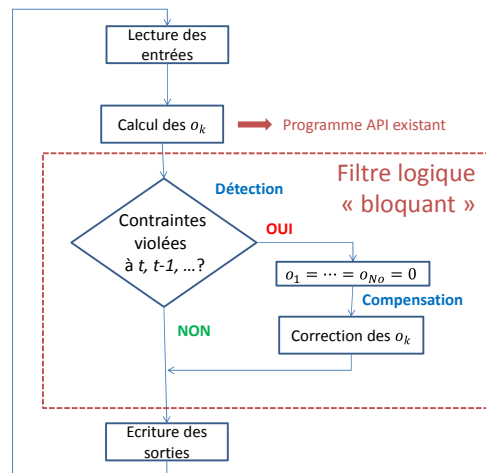 Lecture des
entrées
Calcul des o_k
Programme API existant
Filtre logique
« bloquant »
Détection
Contraintes
violées
à t, t-1, …?
OUI
o_1 = ⋯ = o_No = 0
Compensation
NON
Correction des o_k
Ecriture des
sorties